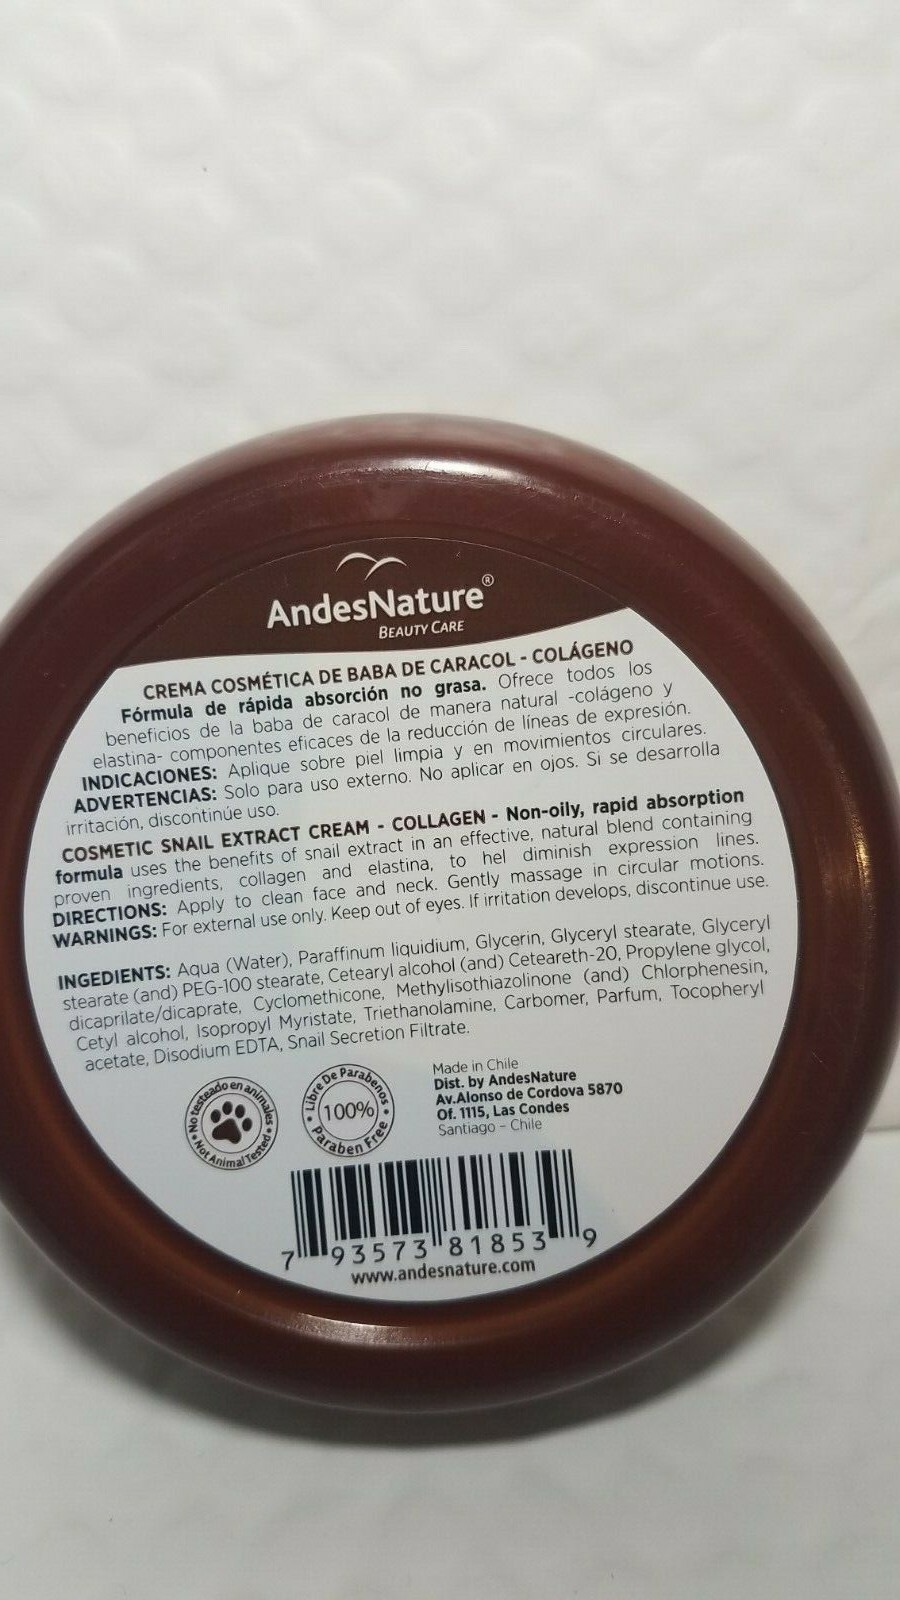 AndesNature®
BEAUTY CARE
CREMA COSMÉTICA DE BABA DE CARACOL - COLÁGENO
Fórmula de rápida absorción no grasa. Ofrece todos los
beneficios de la baba de caracol de manera natural -colágeno y
elastina- componentes eficaces de la reducción de líneas de expresión.
INDICACIONES: Aplique sobre piel limpia y en movimientos circulares.
ADVERTENCIAS: Solo para uso externo. No aplicar en ojos. Si se desarrolla
irritación, discontinúe uso.
COSMETIC SNAIL EXTRACT CREAM - COLLAGEN - Non-oily, rapid absorption
formula uses the benefits of snail extract in an effective, natural blend containing
proven ingredients, collagen and elastina, to hel diminish expression lines.
DIRECTIONS: Apply to clean face and neck. Gently massage in circular motions.
WARNINGS: For external use only. Keep out of eyes. If irritation develops, discontinue use.
INGEDIENTS: Aqua (Water), Paraffinum liquidium, Glycerin, Glyceryl stearate, Glyceryl
stearate (and) PEG-100 stearate, Cetearyl alcohol (and) Ceteareth-20, Propylene glycol,
dicaprilate/dicaprate, Cyclomethicone, Methylisothiazolinone (and) Chlorphenesin,
Cetyl alcohol, Isopropyl Myristate, Triethanolamine, Carbomer, Parfum, Tocopheryl
acetate, Disodium EDTA, Snail Secretion Filtrate.
No testeado en animales
Not Animal Tested
Libre De Parabenos
100%
Paraben Free
Made in Chile
Dist. by AndesNature
Av.Alonso de Cordova 5870
Of. 1115, Las Condes
Santiago - Chile
7 93573 81853 9
www.andesnature.com